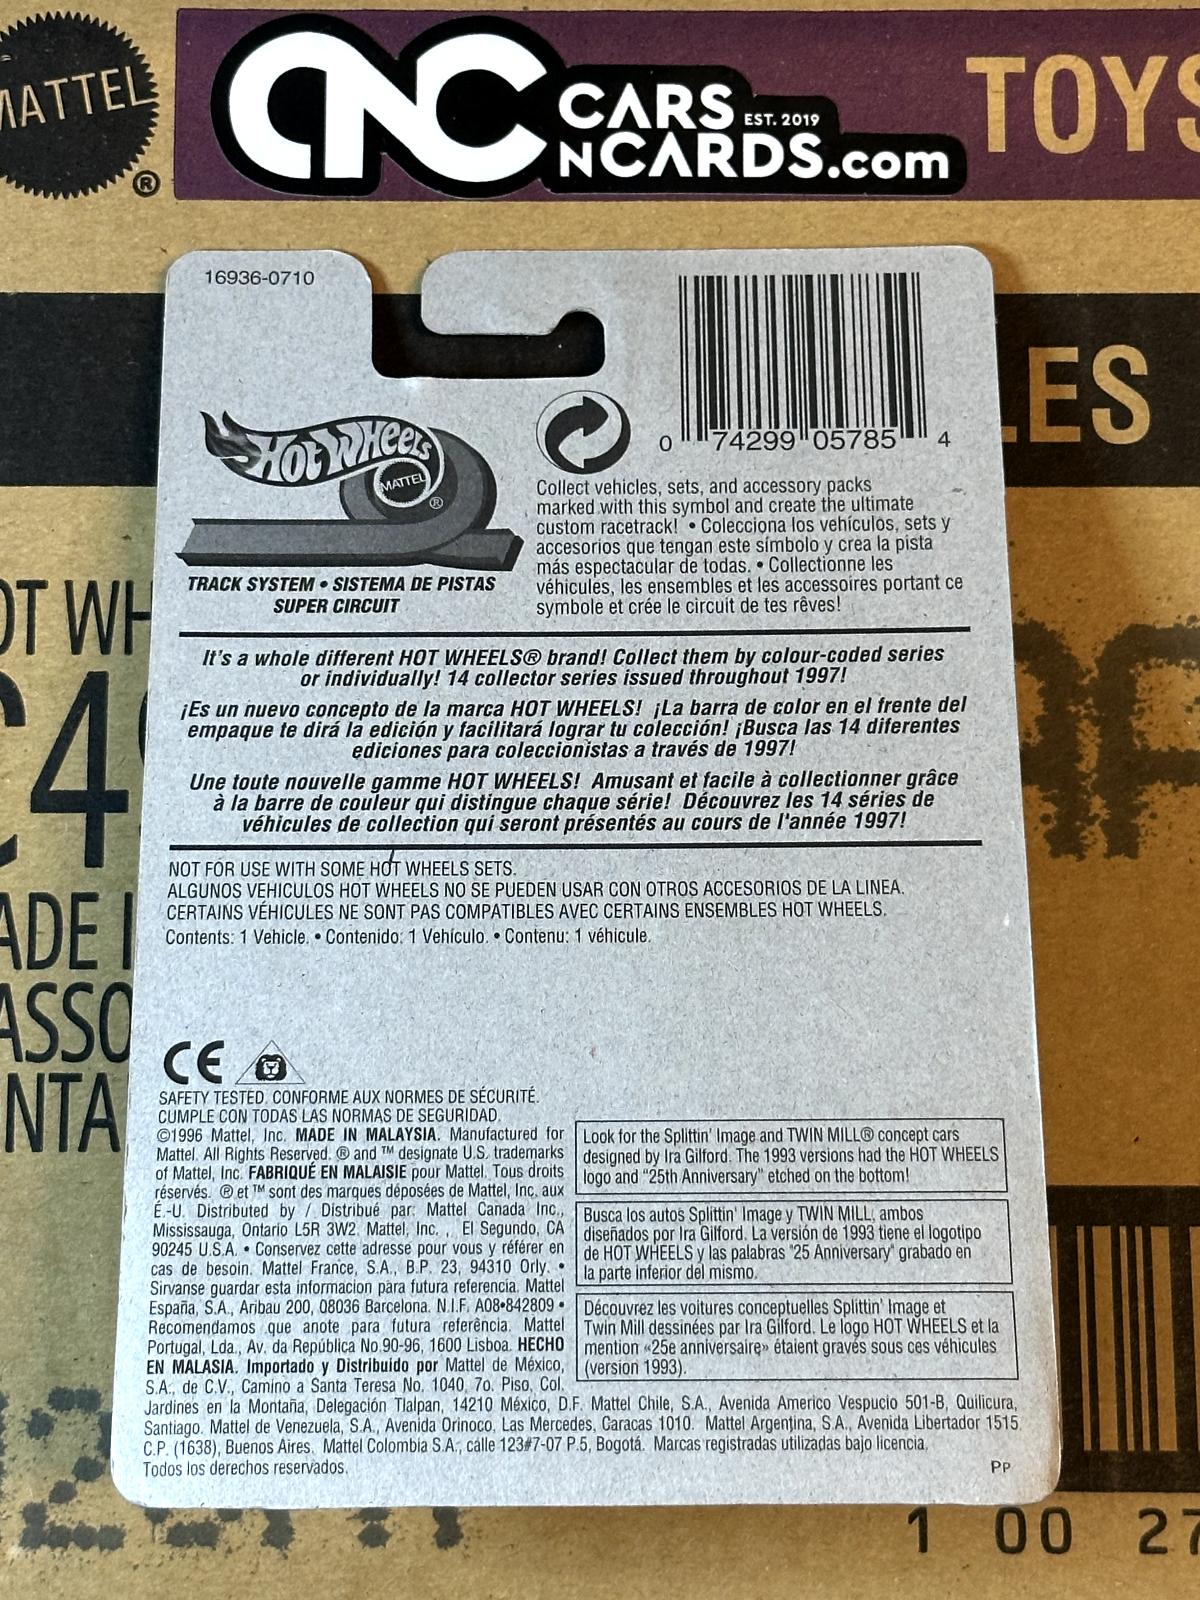 MATTEL
®
CNC CARS EST. 2019
NCARDS.com
TOYS
LES
16936-0710
0 74299 05785 4
HOT WHEELS
MATTEL
®
TRACK SYSTEM • SISTEMA DE PISTAS
SUPER CIRCUIT
Collect vehicles, sets, and accessory packs
marked with this symbol and create the ultimate
custom racetrack! • Colecciona los vehículos, sets y
accesorios que tengan este símbolo y crea la pista
más espectacular de todas. • Collectionne les
véhicules, les ensembles et les accessoires portant ce
symbole et crée le circuit de tes rêves!
It's a whole different HOT WHEELS® brand! Collect them by colour-coded series
or individually! 14 collector series issued throughout 1997!
¡Es un nuevo concepto de la marca HOT WHEELS! ¡La barra de color en el frente del
empaque te dirá la edición y facilitará lograr tu colección! ¡Busca las 14 diferentes
ediciones para coleccionistas a través de 1997!
Une toute nouvelle gamme HOT WHEELS! Amusant et facile à collectionner grâce
à la barre de couleur qui distingue chaque série! Découvrez les 14 séries de
véhicules de collection qui seront présentés au cours de l'année 1997!
NOT FOR USE WITH SOME HOT WHEELS SETS.
ALGUNOS VEHICULOS HOT WHEELS NO SE PUEDEN USAR CON OTROS ACCESORIOS DE LA LINEA.
CERTAINS VÉHICULES NE SONT PAS COMPATIBLES AVEC CERTAINS ENSEMBLES HOT WHEELS.
Contents: 1 Vehicle. • Contenido: 1 Vehículo. • Contenu: 1 véhicule.
CE
SAFETY TESTED. CONFORME AUX NORMES DE SÉCURITÉ.
CUMPLE CON TODAS LAS NORMAS DE SEGURIDAD.
©1996 Mattel, Inc. MADE IN MALAYSIA. Manufactured for
Mattel. All Rights Reserved. ® and ™ designate U.S. trademarks
of Mattel, Inc. FABRIQUÉ EN MALAISIE pour Mattel. Tous droits
réservés. ® et ™ sont des marques déposées de Mattel, Inc. aux
É.-U. Distributed by / Distribué par: Mattel Canada Inc.,
Mississauga, Ontario L5R 3W2. Mattel, Inc., El Segundo, CA
90245 U.S.A. • Conservez cette adresse pour vous y référer en
cas de besoin. Mattel France, S.A., B.P. 23, 94310 Orly. •
Sirvanse guardar esta informacion para futura referencia. Mattel
España, S.A., Aribau 200, 08036 Barcelona. N.I.F. A08•842809 •
Recomendamos que anote para futura referência. Mattel
Portugal, Lda., Av. da República No.90-96, 1600 Lisboa. HECHO
EN MALASIA. Importado y Distribuido por Mattel de México,
S.A., de C.V., Camino a Santa Teresa No. 1040, 7o. Piso, Col.
Jardines en la Montaña, Delegación Tlalpan, 14210 México, D.F. Mattel Chile, S.A., Avenida Americo Vespucio 501-B, Quilicura,
Santiago. Mattel de Venezuela, S.A., Avenida Orinoco, Las Mercedes, Caracas 1010. Mattel Argentina, S.A., Avenida Libertador 1515
C.P. (1638), Buenos Aires. Mattel Colombia S.A., cálle 123#7-07 P.5, Bogotá. Marcas registradas utilizadas bajo licencia.
Todos los derechos reservados.
Look for the Splittin' Image and TWIN MILL® concept cars
designed by Ira Gilford. The 1993 versions had the HOT WHEELS
logo and "25th Anniversary" etched on the bottom!
Busca los autos Splittin' Image y TWIN MILL, ambos
diseñados por Ira Gilford. La versión de 1993 tiene el logotipo
de HOT WHEELS y las palabras "25 Anniversary" grabado en
la parte inferior del mismo.
Découvrez les voitures conceptuelles Splittin' Image et
Twin Mill dessinées par Ira Gilford. Le logo HOT WHEELS et la
mention «25e anniversaire» étaient gravés sous ces véhicules
(version 1993).
PP
OT WH
C4
ADE I
ASSO
NTA
1 00 27